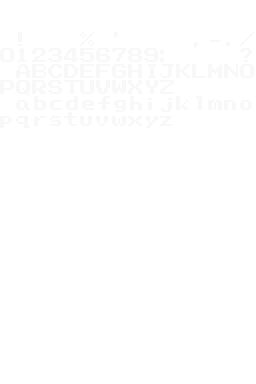 ! % ' , - . /
0123456789: ?
ABCDEFGHIJKLMNO
PQRSTUVWXYZ
abcdefghijklmno
pqrstuvwxyz